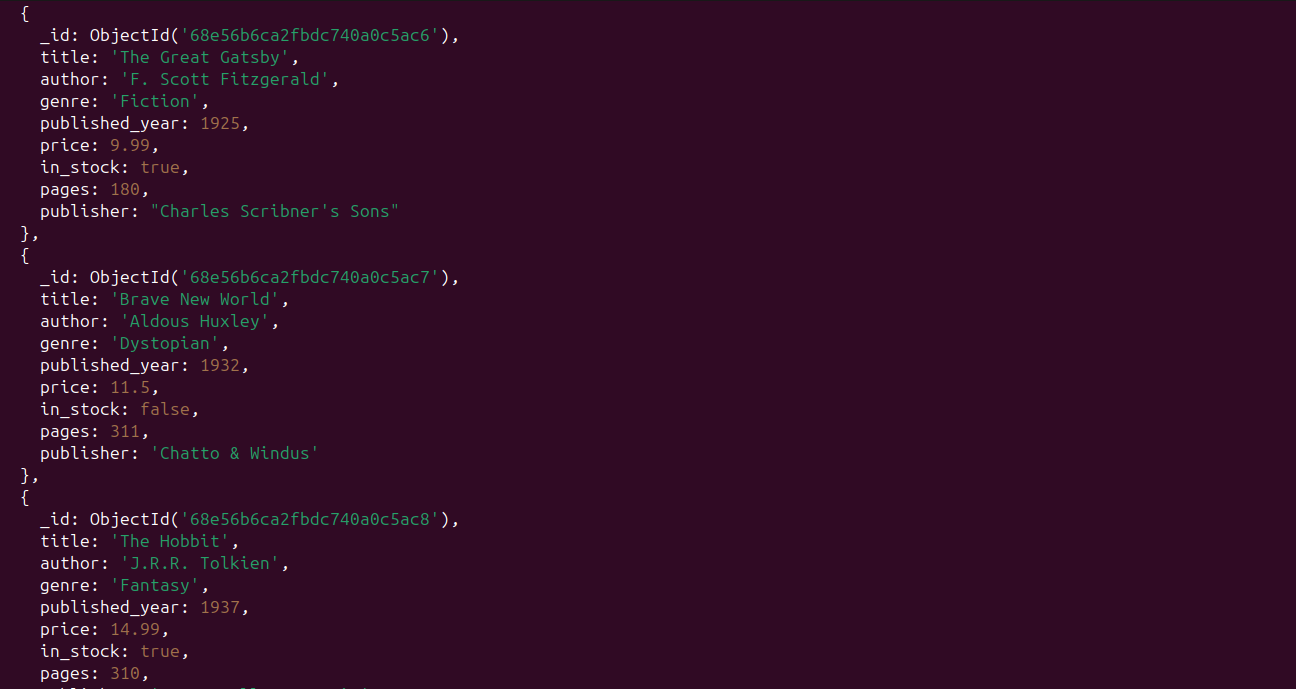 {
_id: ObjectId('68e56b6ca2fbdc740a0c5ac6'),
title: 'The Great Gatsby',
author: 'F. Scott Fitzgerald',
genre: 'Fiction',
published_year: 1925,
price: 9.99,
in_stock: true,
pages: 180,
publisher: "Charles Scribner's Sons"
},
{
_id: ObjectId('68e56b6ca2fbdc740a0c5ac7'),
title: 'Brave New World',
author: 'Aldous Huxley',
genre: 'Dystopian',
published_year: 1932,
price: 11.5,
in_stock: false,
pages: 311,
publisher: 'Chatto & Windus'
},
{
_id: ObjectId('68e56b6ca2fbdc740a0c5ac8'),
title: 'The Hobbit',
author: 'J.R.R. Tolkien',
genre: 'Fantasy',
published_year: 1937,
price: 14.99,
in_stock: true,
pages: 310,